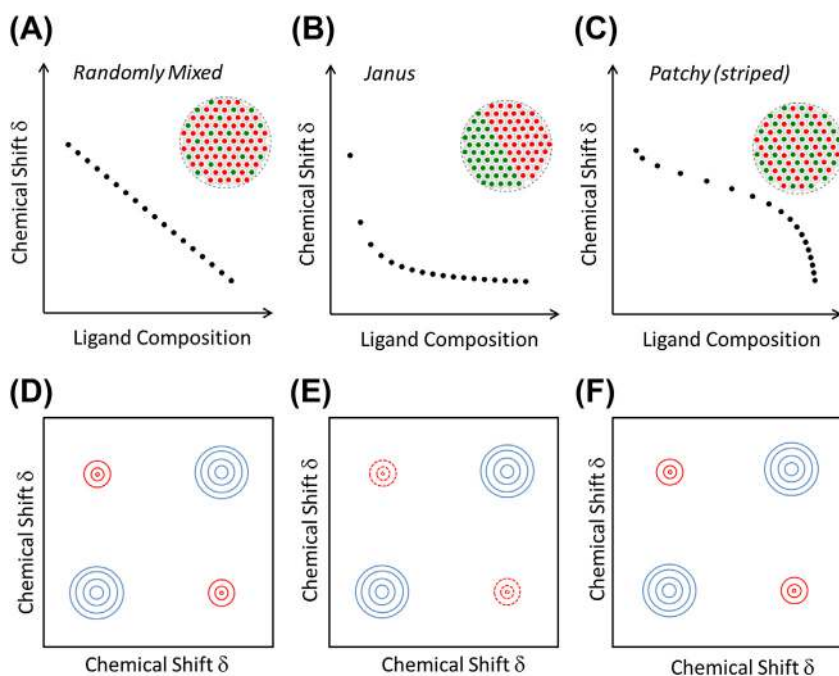 (A)
Randomly Mixed
Chemical Shift δ
Ligand Composition
(B)
Janus
Chemical Shift δ
Ligand Composition
(C)
Patchy (striped)
Chemical Shift δ
Ligand Composition
(D)
Chemical Shift δ
Chemical Shift δ
(E)
Chemical Shift δ
Chemical Shift δ
(F)
Chemical Shift δ
Chemical Shift δ